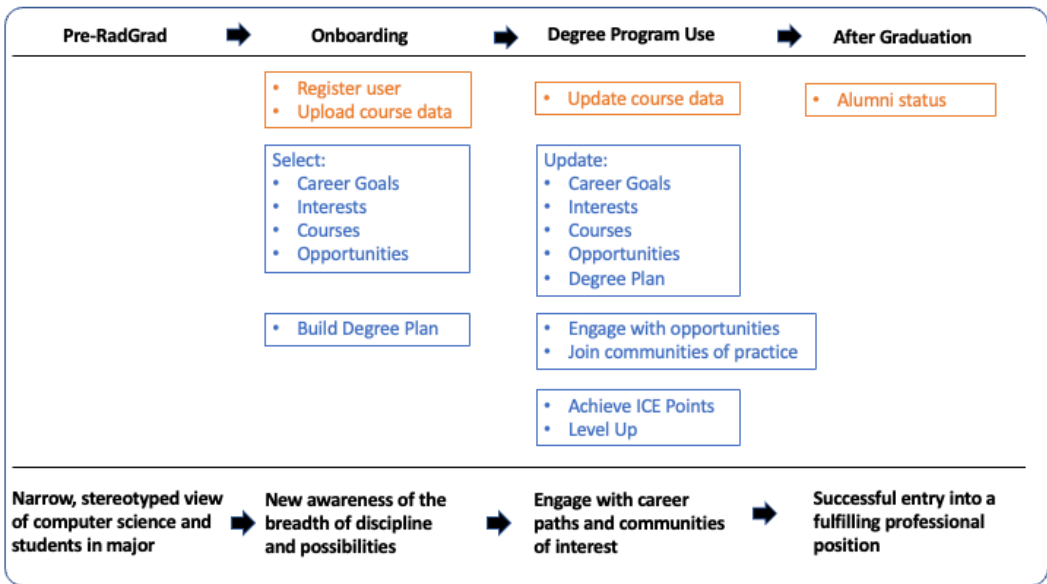 Pre-RadGrad
Onboarding
Degree Program Use
After Graduation
• Register user
• Upload course data
• Update course data
• Alumni status
Select:
• Career Goals
• Interests
• Courses
• Opportunities
Update:
• Career Goals
• Interests
• Courses
• Opportunities
• Degree Plan
• Build Degree Plan
• Engage with opportunities
• Join communities of practice
• Achieve ICE Points
• Level Up
Narrow, stereotyped view
of computer science and
students in major
New awareness of the
breadth of discipline
and possibilities
Engage with career
paths and communities
of interest
Successful entry into a
fulfilling professional
position